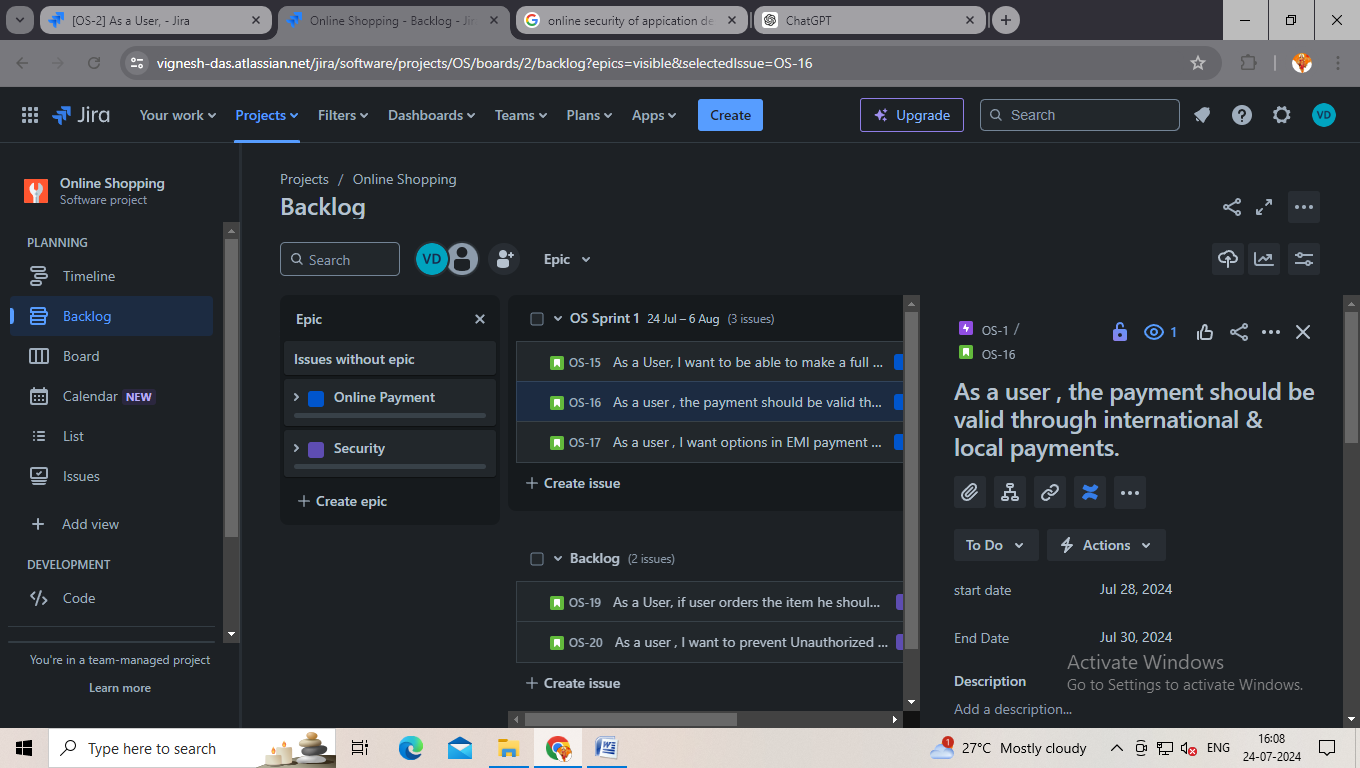 [OS-2] As a User, - Jira
Online Shopping - Backlog - Jir
online security of appication de
ChatGPT
vignesh-das.atlassian.net/jira/software/projects/OS/boards/2/backlog?epics=visible&selectedIssue=OS-16
Jira
Your work
Projects
Filters
Dashboards
Teams
Plans
Apps
Create
Upgrade
Search
VD
Online Shopping
Software project
PLANNING
Timeline
Backlog
Board
Calendar NEW
List
Issues
Add view
DEVELOPMENT
Code
You're in a team-managed project
Learn more
Projects / Online Shopping
Backlog
Search
VD
Epic
Epic
Issues without epic
Online Payment
Security
Create epic
OS Sprint 1 24 Jul – 6 Aug (3 issues)
OS-15 As a User, I want to be able to make a full ...
OS-16 As a user , the payment should be valid th...
OS-17 As a user , I want options in EMI payment ...
Create issue
Backlog (2 issues)
OS-19 As a User, if user orders the item he shoul...
OS-20 As a user , I want to prevent Unauthorized ...
Create issue
OS-1 /
OS-16
1
As a user , the payment should be
valid through international &
local payments.
To Do
Actions
start date Jul 28, 2024
End Date Jul 30, 2024
Description
Add a description...
Activate Windows
Go to Settings to activate Windows.
Type here to search
1
27°C Mostly cloudy
ENG
16:08
24-07-2024